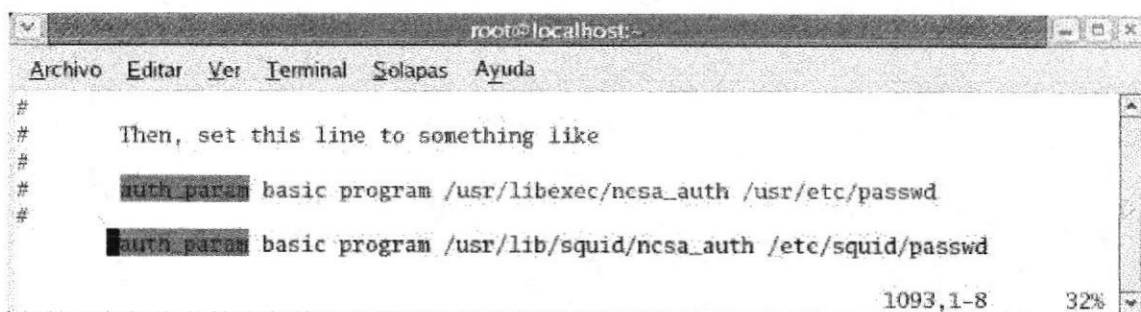 root@localhost:~
Archivo Editar Ver Terminal Solapas Ayuda
#
# Then, set this line to something like
#
# auth_param basic program /usr/libexec/ncsa_auth /usr/etc/passwd
#
auth_param basic program /usr/lib/squid/ncsa_auth /etc/squid/passwd
1093,1-8 32%